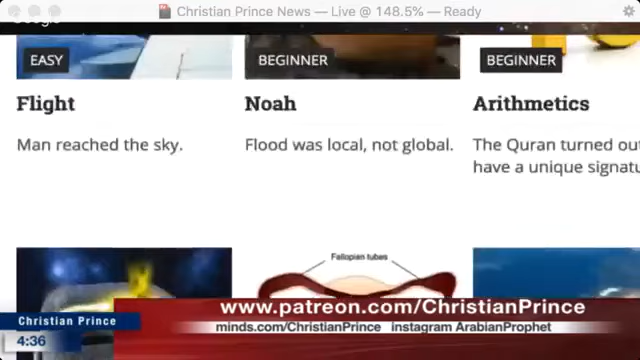 Christian Prince News — Live @ 148.5% — Ready
EASY
BEGINNER
BEGINNER
Flight
Noah
Arithmetics
Man reached the sky.
Flood was local, not global.
The Quran turned out
have a unique signatu
Fallopian tubes
www.patreon.com/ChristianPrince
Christian Prince
minds.com/ChristianPrince instagram ArabianProphet
4:36